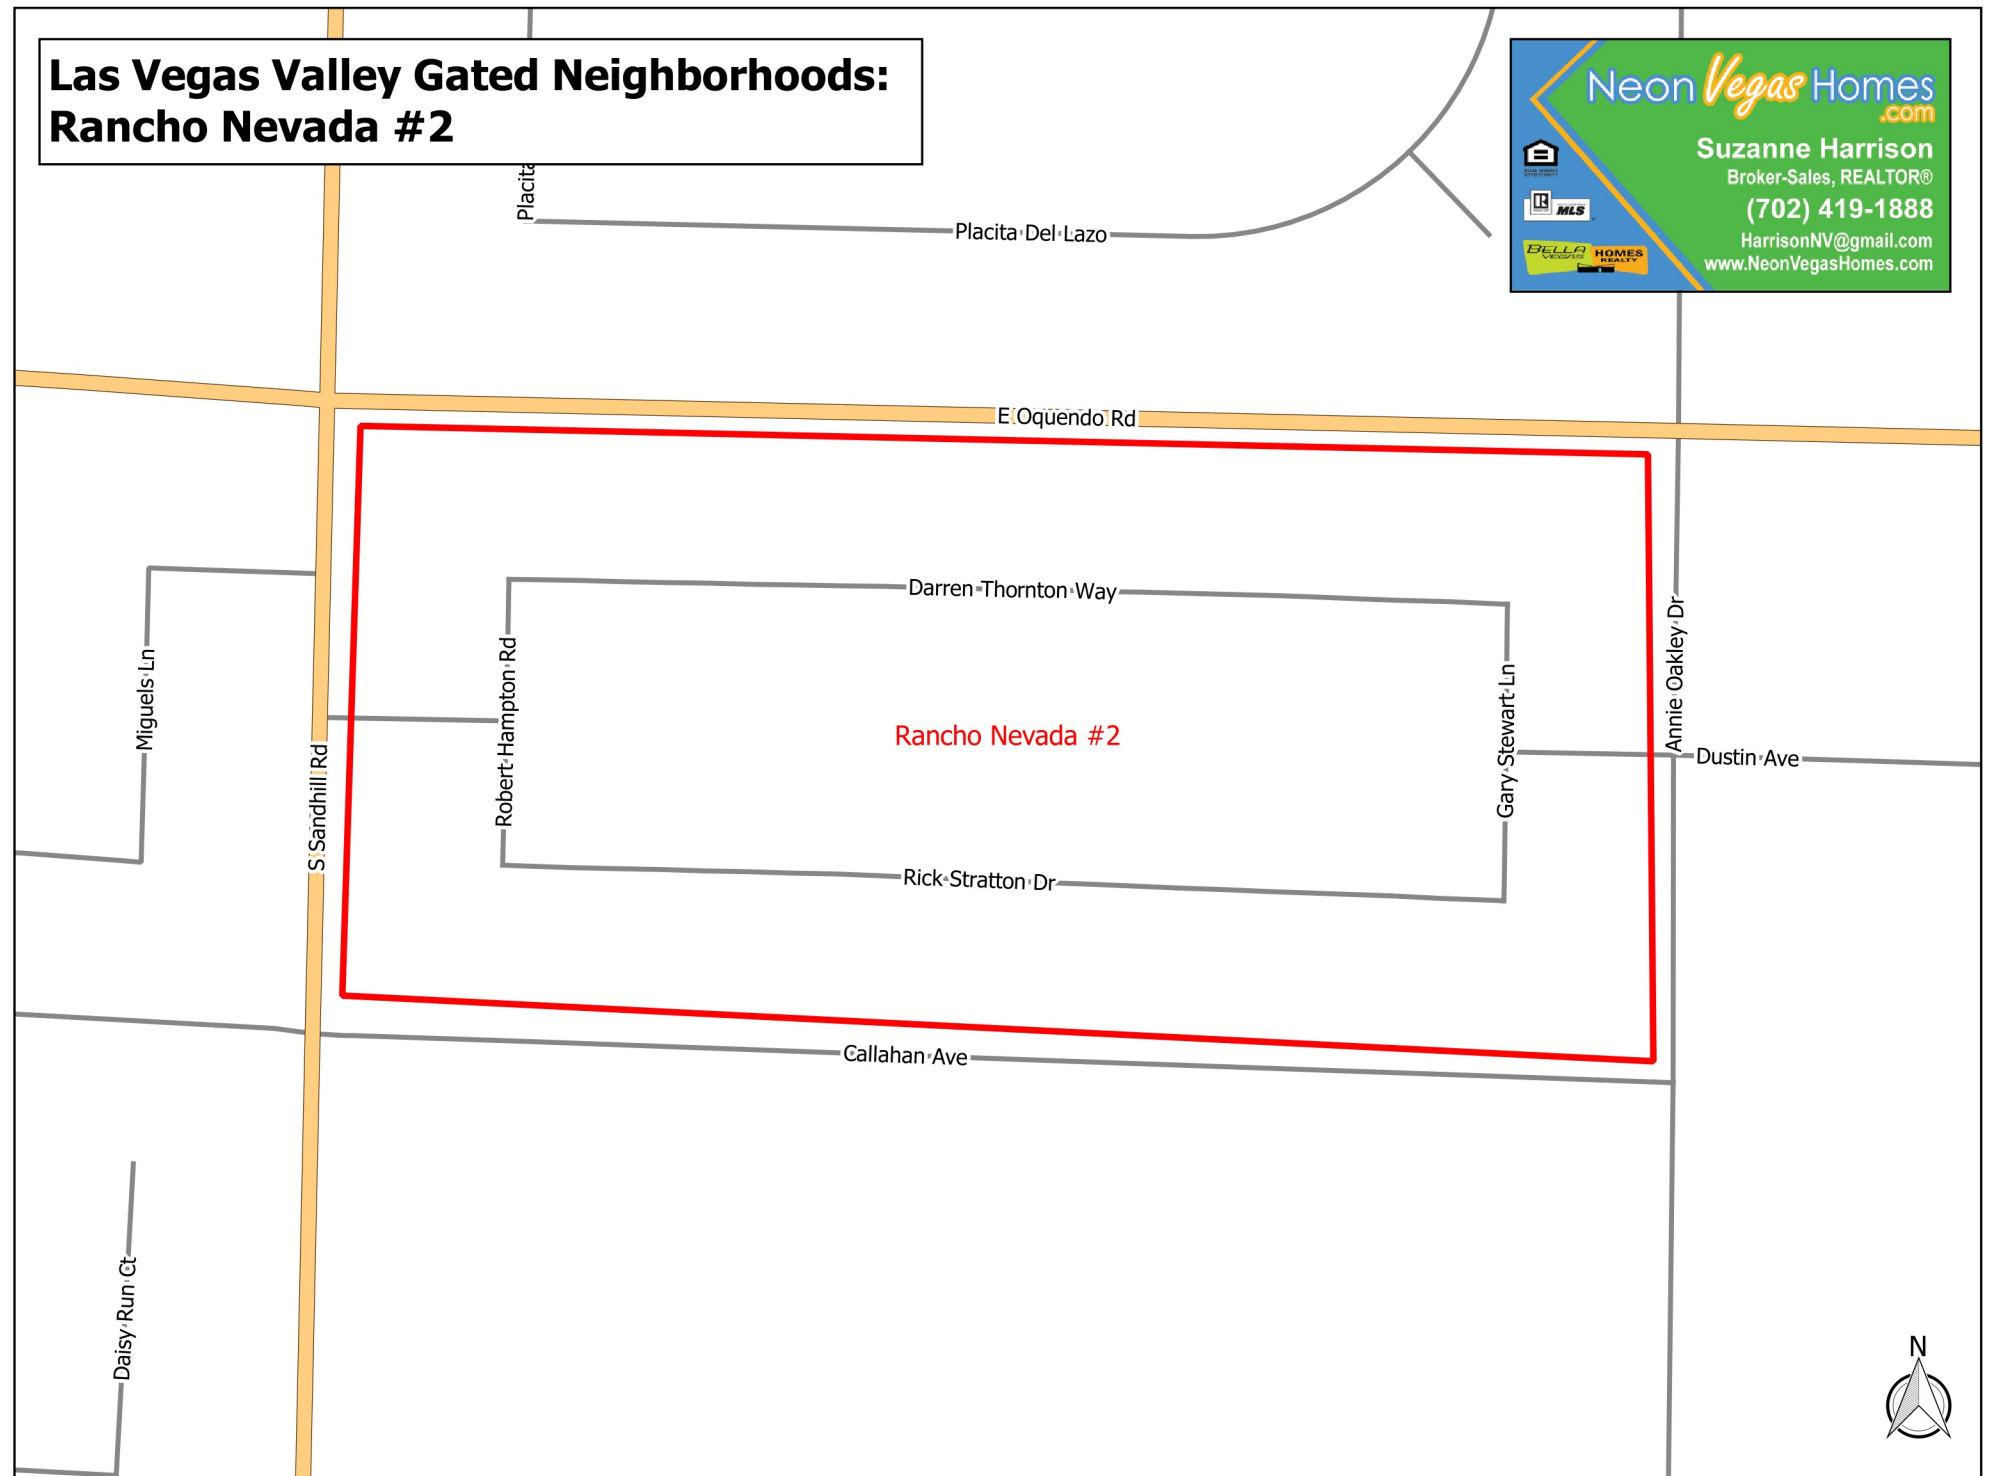 Las Vegas Valley Gated Neighborhoods:
Rancho Nevada #2
Neon Vegas Homes
.com
Suzanne Harrison
Broker-Sales, REALTOR®
(702) 419-1888
HarrisonNV@gmail.com
www.NeonVegasHomes.com
MLS
BELLA
VEGAS
HOMES
REALTY
Placita
Placita Del Lazo
E Oquendo Rd
Darren Thornton Way
Miguels Ln
Robert Hampton Rd
Rancho Nevada #2
Gary Stewart Ln
Annie Oakley Dr
Dustin Ave
S Sandhill Rd
Rick Stratton Dr
Callahan Ave
Daisy Run Ct
N